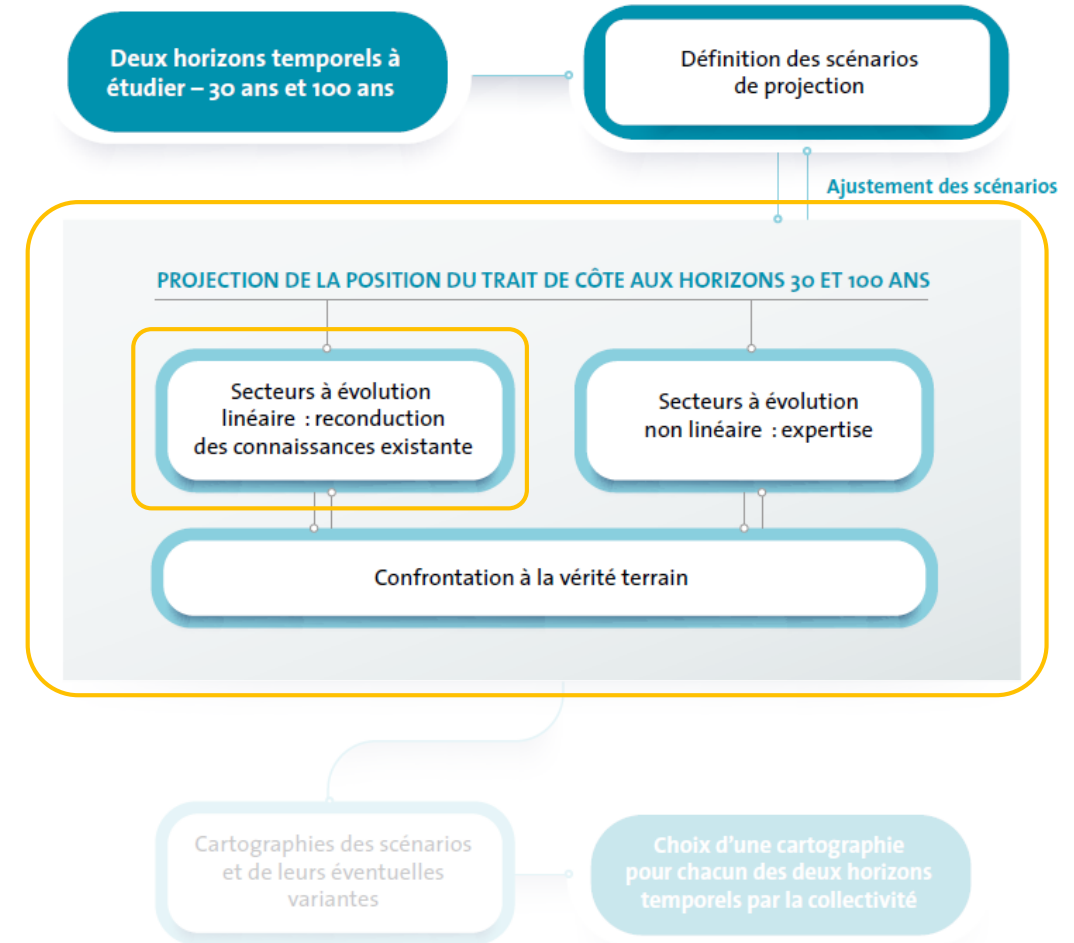 Deux horizons temporels à
étudier – 30 ans et 100 ans
Définition des scénarios
de projection
Ajustement des scénarios
PROJECTION DE LA POSITION DU TRAIT DE CÔTE AUX HORIZONS 30 ET 100 ANS
Secteurs à évolution
linéaire : reconduction
des connaissances existante
Secteurs à évolution
non linéaire : expertise
Confrontation à la vérité terrain
Cartographies des scénarios
et de leurs éventuelles
variantes
Choix d’une cartographie
pour chacun des deux horizons
temporels par la collectivité